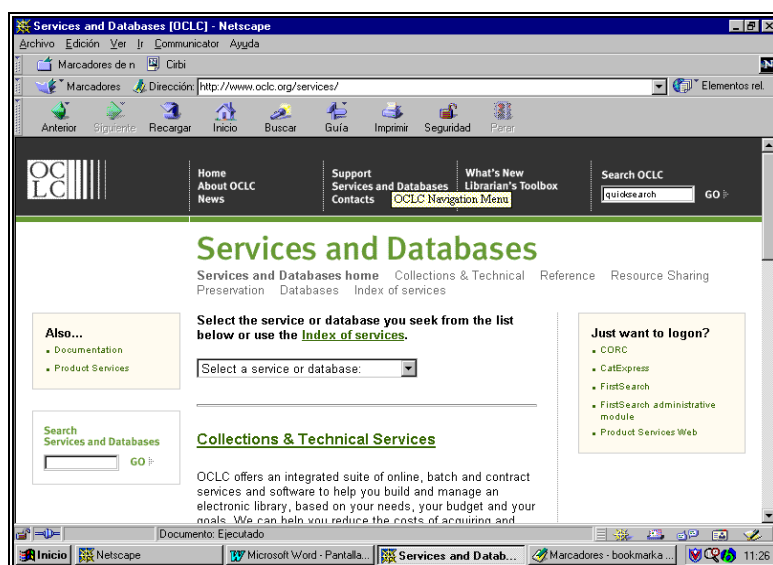 Services and Databases [OCLC] - Netscape
Archivo Edición Ver Ir Communicator Ayuda
Marcadores de n Cirbi
Marcadores Dirección: http://www.oclc.org/services/ Elementos rel.
Anterior Siguiente Recargar Inicio Buscar Guía Imprimir Seguridad Parar
OC
LC
Home Support What's New Search OCLC
About OCLC Services and Databases Librarian's Toolbox quicksearch GO
News Contacts OCLC Navigation Menu
Services and Databases
Services and Databases home Collections & Technical Reference Resource Sharing
Preservation Databases Index of services
Also...
Documentation
Product Services
Search
Services and Databases
GO
Select the service or database you seek from the list
below or use the Index of services.
Select a service or database:
Collections & Technical Services
OCLC offers an integrated suite of online, batch and contract
services and software to help you build and manage an
electronic library, based on your needs, your budget and your
goals. We can help you reduce the costs of acquiring and
Just want to logon?
CORC
CatExpress
FirstSearch
FirstSearch administrative
module
Product Services Web
Documento: Ejecutado
Inicio Netscape Microsoft Word - Pantalla... Services and Datab... Marcadores - bookmarka... 11:26